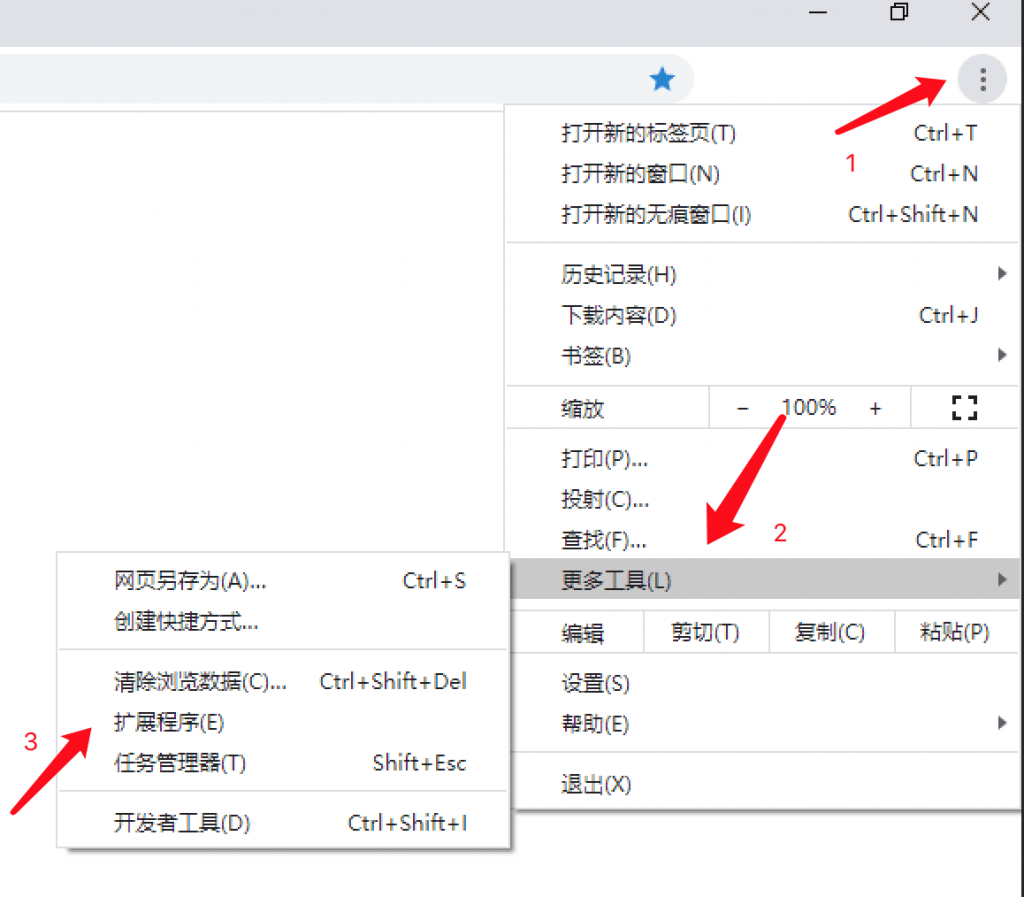 打开新的标签页(T) Ctrl+T
1
打开新的窗口(N) Ctrl+N
打开新的无痕窗口(I) Ctrl+Shift+N
历史记录(H)
下载内容(D) Ctrl+J
书签(B)
缩放 − 100% +
打印(P)... Ctrl+P
投射(C)...
2
查找(F)... Ctrl+F
更多工具(L)
编辑 剪切(T) 复制(C) 粘贴(P)
设置(S)
帮助(E)
退出(X)
网页另存为(A)... Ctrl+S
创建快捷方式...
清除浏览数据(C)... Ctrl+Shift+Del
3
扩展程序(E)
任务管理器(T) Shift+Esc
开发者工具(D) Ctrl+Shift+I